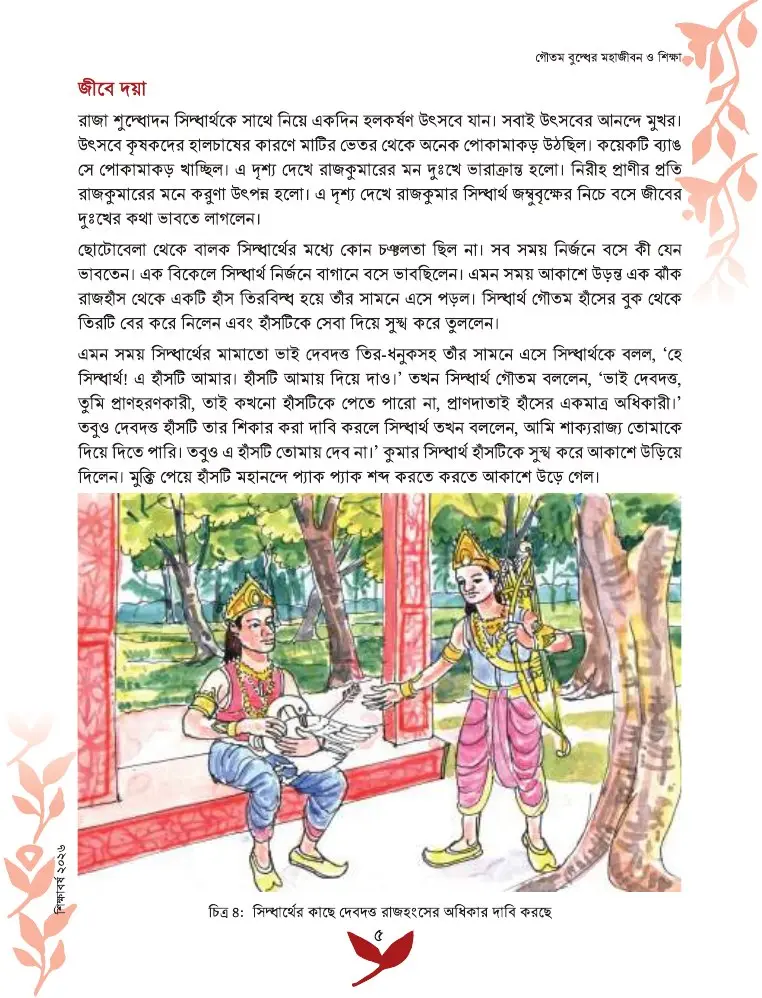 গৌতম বুদ্ধের মহাজীবন ও শিক্ষা
জীবে দয়া
রাজা শুদ্ধোদন সিদ্ধার্থকে সাথে নিয়ে একদিন হলকর্ষণ উৎসবে যান। সবাই উৎসবের আনন্দে মুখর।
উৎসবে কৃষকদের হালচাষের কারণে মাটির ভেতর থেকে অনেক পোকামাকড় উঠছিল। কয়েকটি ব্যাঙ
সে পোকামাকড় খাচ্ছিল। এ দৃশ্য দেখে রাজকুমারের মন দুঃখে ভারাক্রান্ত হলো। নিরীহ প্রাণীর প্রতি
রাজকুমারের মনে করুণা উৎপন্ন হলো। এ দৃশ্য দেখে রাজকুমার সিদ্ধার্থ জম্বুবৃক্ষের নিচে বসে জীবের
দুঃখের কথা ভাবতে লাগলেন।
ছোটোবেলা থেকে বালক সিদ্ধার্থের মধ্যে কোন চঞ্চলতা ছিল না। সব সময় নির্জনে বসে কী যেন
ভাবতেন। এক বিকেলে সিদ্ধার্থ নির্জনে বাগানে বসে ভাবছিলেন। এমন সময় আকাশে উড়ন্ত এক ঝাঁক
রাজহাঁস থেকে একটি হাঁস তিরবিদ্ধ হয়ে তাঁর সামনে এসে পড়ল। সিদ্ধার্থ গৌতম হাঁসের বুক থেকে
তিরটি বের করে নিলেন এবং হাঁসটিকে সেবা দিয়ে সুস্থ করে তুললেন।
এমন সময় সিদ্ধার্থের মামাতো ভাই দেবদত্ত তির-ধনুকসহ তাঁর সামনে এসে সিদ্ধার্থকে বলল, ‘হে
সিদ্ধার্থ! এ হাঁসটি আমার। হাঁসটি আমায় দিয়ে দাও।’ তখন সিদ্ধার্থ গৌতম বললেন, ‘ভাই দেবদত্ত,
তুমি প্রাণহরণকারী, তাই কখনো হাঁসটিকে পেতে পারো না, প্রাণদাতাই হাঁসের একমাত্র অধিকারী।’
তবুও দেবদত্ত হাঁসটি তার শিকার করা দাবি করলে সিদ্ধার্থ তখন বললেন, আমি শাক্যরাজ্য তোমাকে
দিয়ে দিতে পারি। তবুও এ হাঁসটি তোমায় দেব না।’ কুমার সিদ্ধার্থ হাঁসটিকে সুস্থ করে আকাশে উড়িয়ে
দিলেন। মুক্তি পেয়ে হাঁসটি মহানন্দে প্যাক প্যাক শব্দ করতে করতে আকাশে উড়ে গেল।
চিত্র ৪: সিদ্ধার্থের কাছে দেবদত্ত রাজহংসের অধিকার দাবি করছে
শিক্ষাবর্ষ ২০২৬
৫